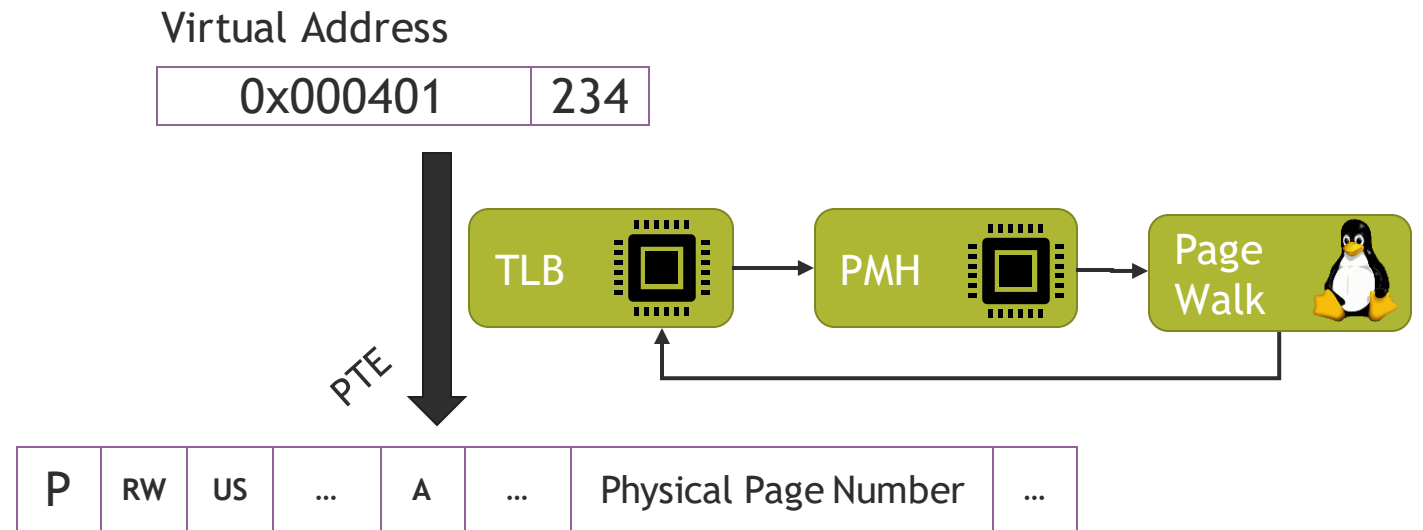 Virtual Address
0x000401 234
TLB
PMH
Page
Walk
PTE
P RW US ... A ... Physical Page Number ...